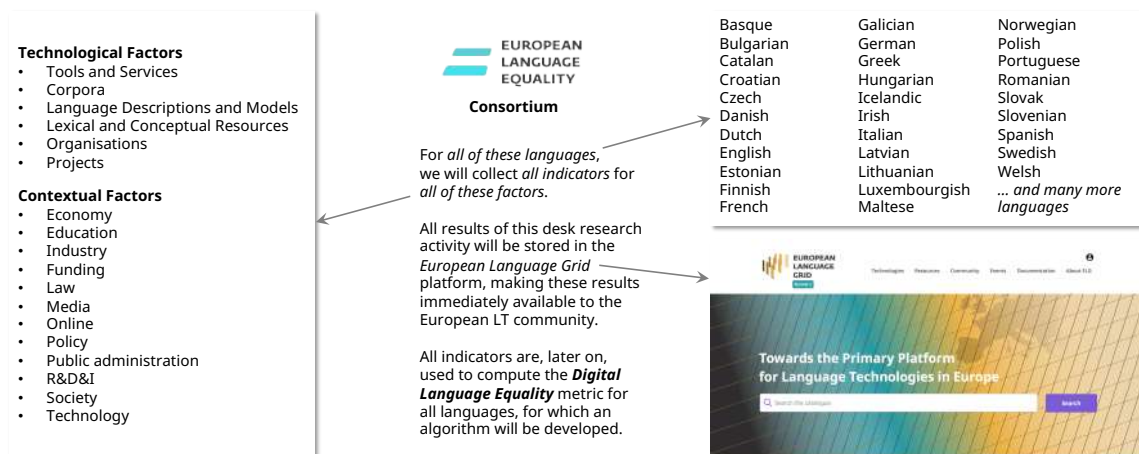 Technological Factors
• Tools and Services
• Corpora
• Language Descriptions and Models
• Lexical and Conceptual Resources
• Organisations
• Projects
Contextual Factors
• Economy
• Education
• Industry
• Funding
• Law
• Media
• Online
• Policy
• Public administration
• R&D&I
• Society
• Technology
EUROPEAN
LANGUAGE
EQUALITY
Consortium
For all of these languages,
we will collect all indicators for
all of these factors.
All results of this desk research
activity will be stored in the
European Language Grid
platform, making these results
immediately available to the
European LT community.
All indicators are, later on,
used to compute the Digital
Language Equality metric for
all languages, for which an
algorithm will be developed.
Basque
Bulgarian
Catalan
Croatian
Czech
Danish
Dutch
English
Estonian
Finnish
French
Galician
German
Greek
Hungarian
Icelandic
Irish
Italian
Latvian
Lithuanian
Luxembourgish
Maltese
Norwegian
Polish
Portuguese
Romanian
Slovak
Slovenian
Spanish
Swedish
Welsh
... and many more
languages
EUROPEAN
LANGUAGE
GRID
Technologies Resources Community Events Documentation About ELG
Towards the Primary Platform
for Language Technologies in Europe
Search the catalogue
Search